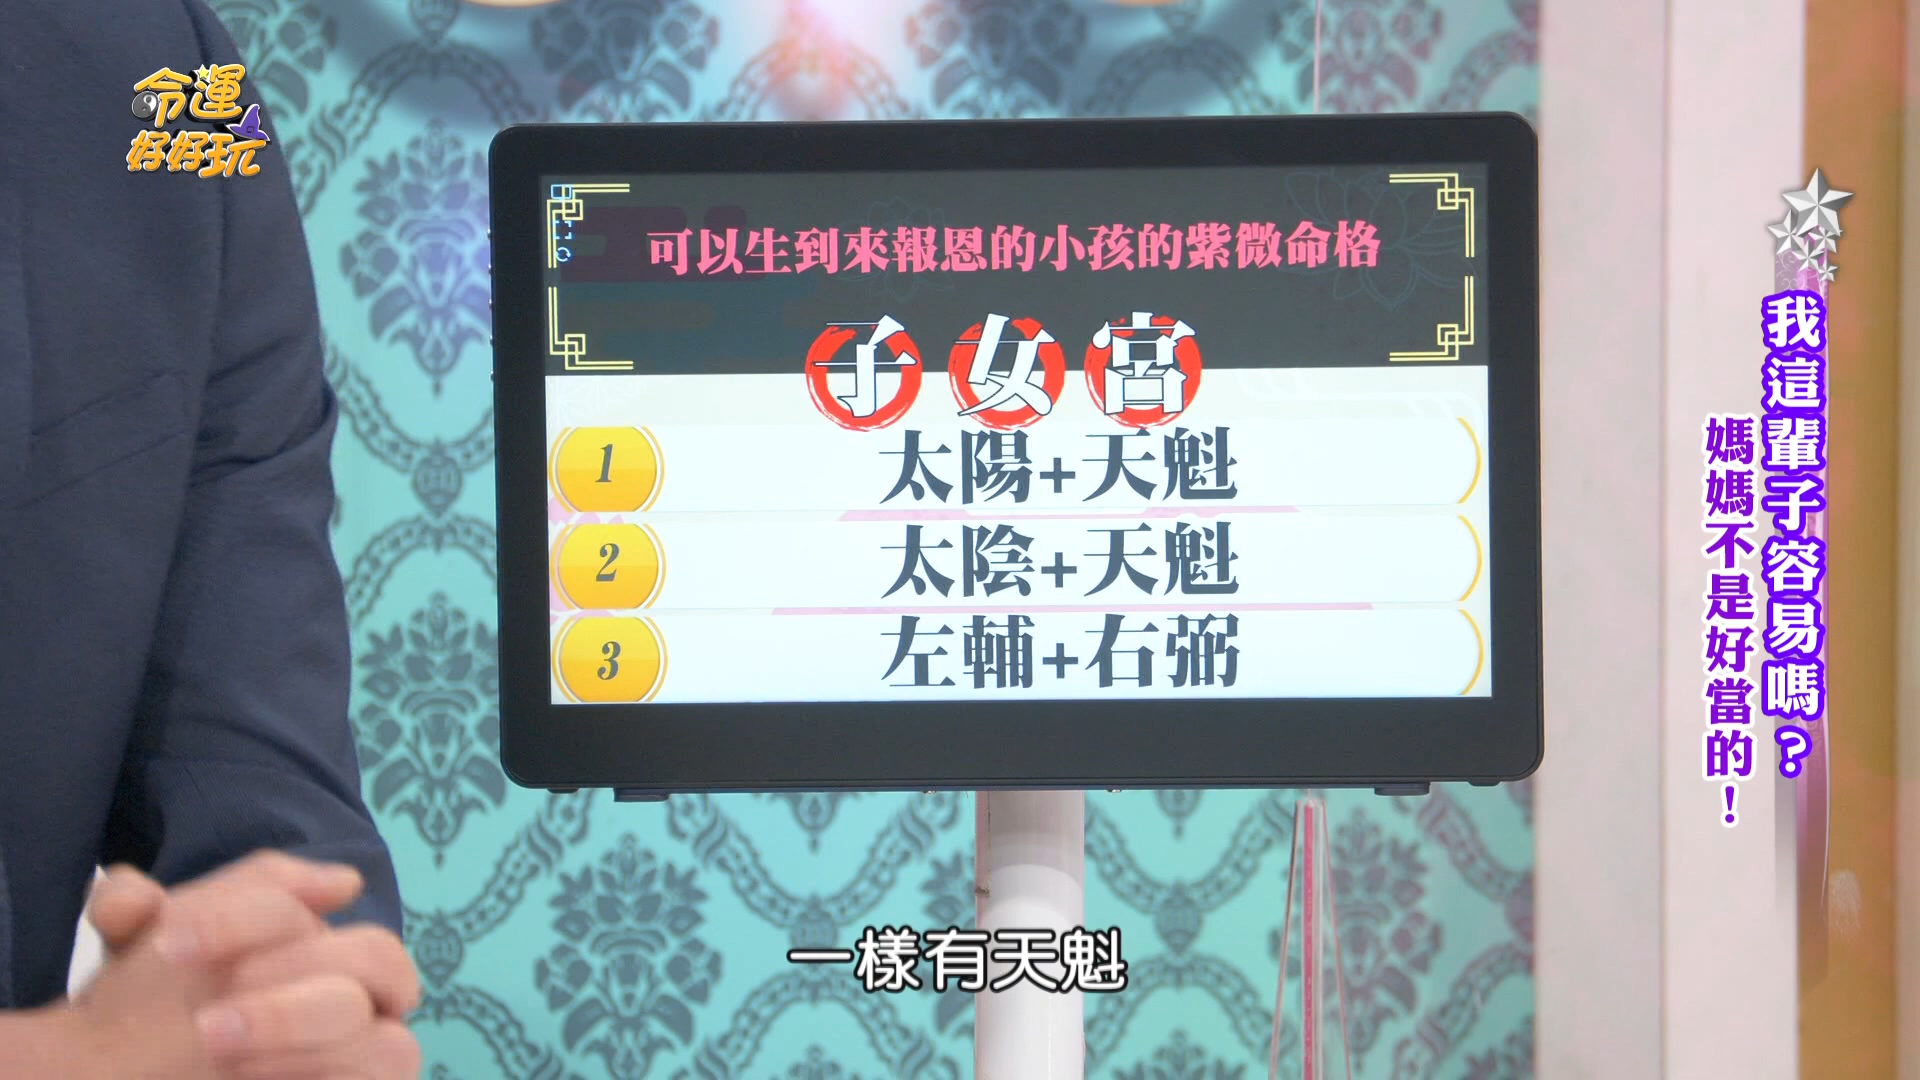 命運
好好玩
可以生到來報恩的小孩的紫微命格
子女宮
1 太陽+天魁
2 太陰+天魁
3 左輔+右弼
我這輩子容易嗎？
媽媽不是好當的！
一樣有天魁